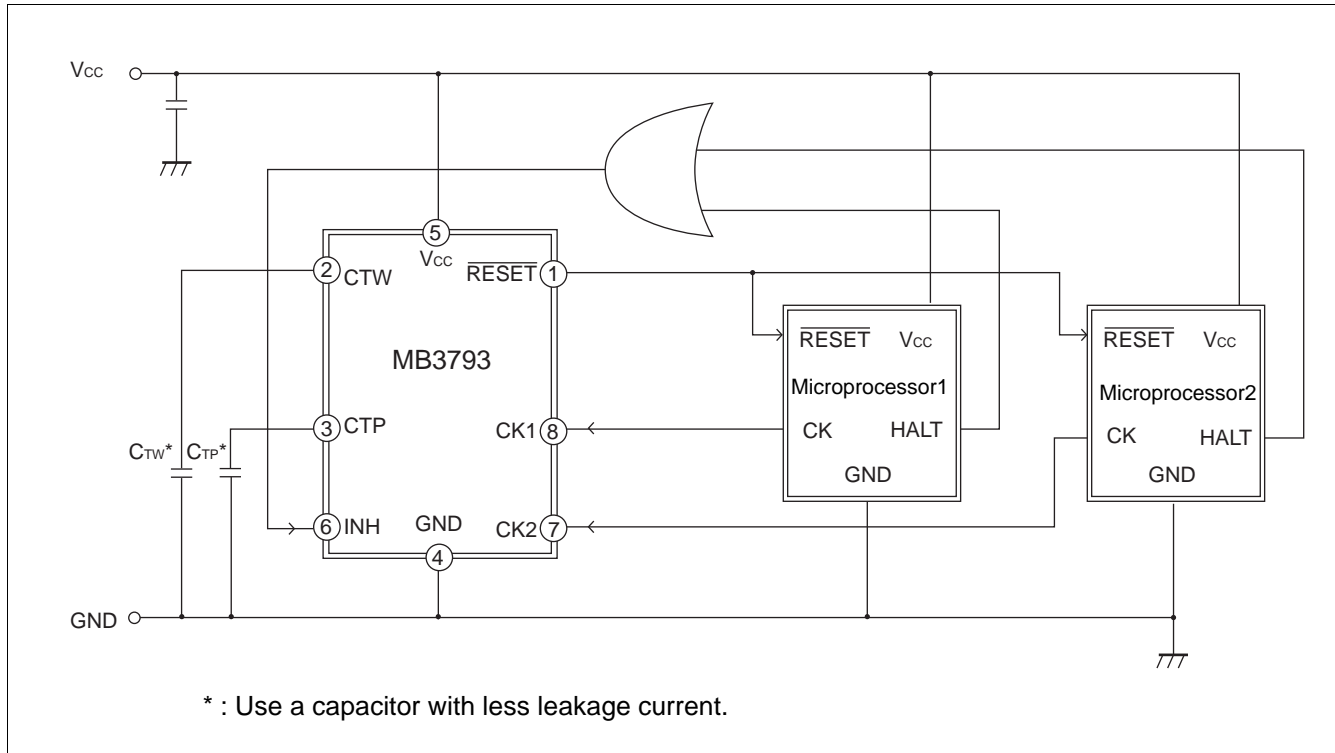 VCC
5
VCC
2
CTW
RESET
1
RESET VCC
RESET VCC
MB3793
Microprocessor1
Microprocessor2
3
CTP
CK1
8
CK HALT
CK HALT
CTW* CTP*
GND
GND
6
INH
GND
CK2
7
4
GND
* : Use a capacitor with less leakage current.